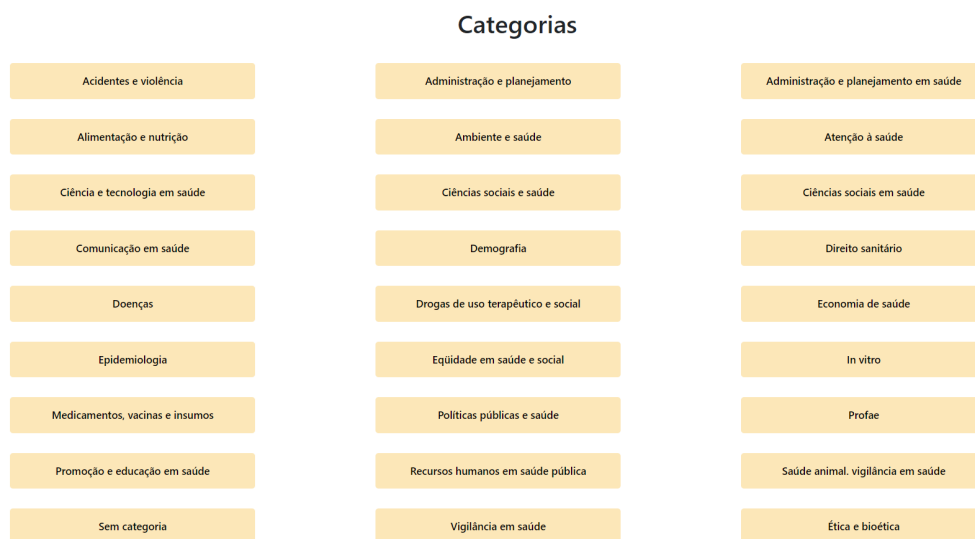 Categorias
Acidentes e violência
Administração e planejamento
Administração e planejamento em saúde
Alimentação e nutrição
Ambiente e saúde
Atenção à saúde
Ciência e tecnologia em saúde
Ciências sociais e saúde
Ciências sociais em saúde
Comunicação em saúde
Demografia
Direito sanitário
Doenças
Drogas de uso terapêutico e social
Economia de saúde
Epidemiologia
Eqüidade em saúde e social
In vitro
Medicamentos, vacinas e insumos
Políticas públicas e saúde
Profae
Promoção e educação em saúde
Recursos humanos em saúde pública
Saúde animal. vigilância em saúde
Sem categoria
Vigilância em saúde
Ética e bioética